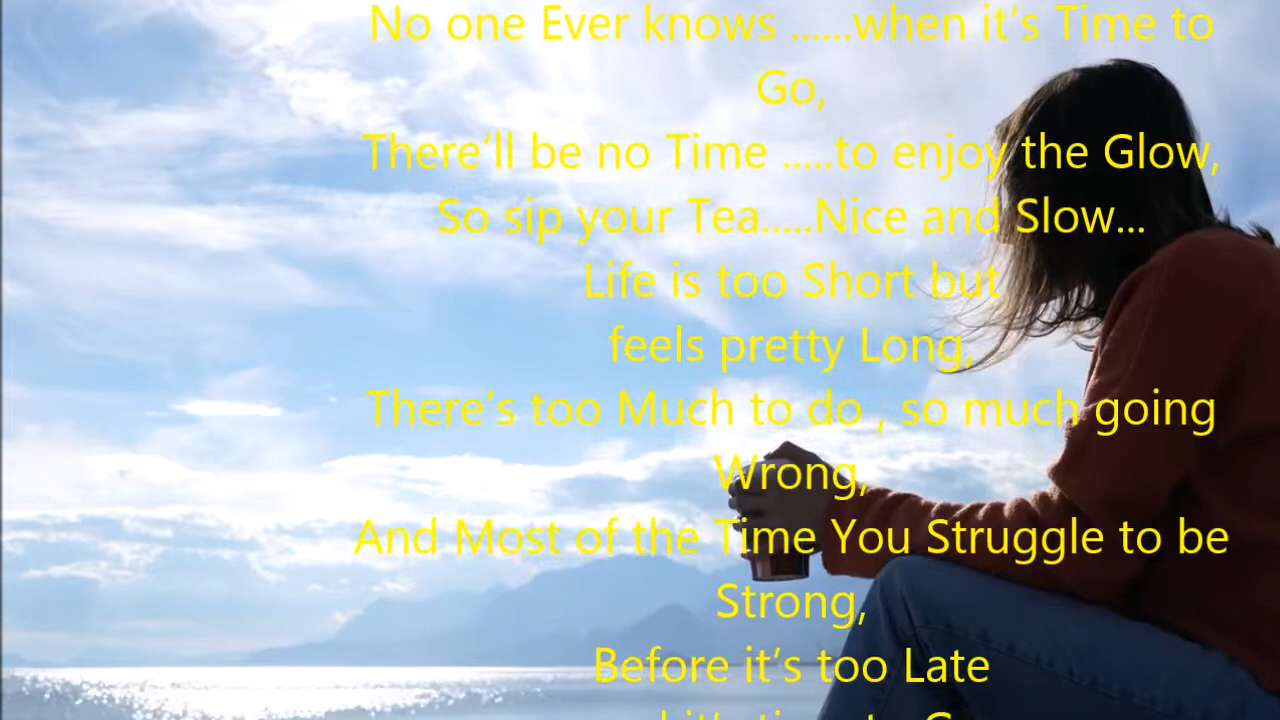 No one Ever knows ......when it's Time to
Go,
There'll be no Time .....to enjoy the Glow,
So sip your Tea.....Nice and Slow...
Life is too Short but
feels pretty Long,
There's too Much to do , so much going
Wrong,
And Most of the Time You Struggle to be
Strong,
Before it's too Late